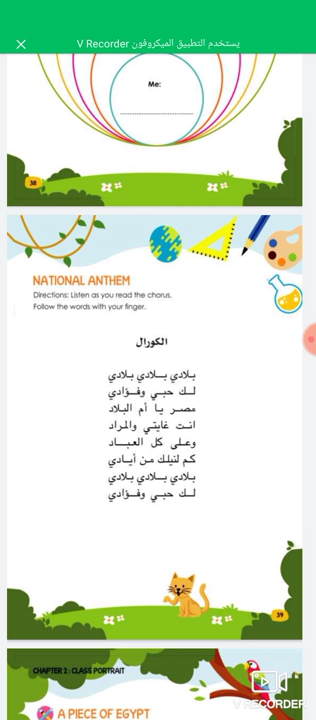 يستخدم التطبيق الميكروفون V Recorder
Me:
38
NATIONAL ANTHEM
Directions: Listen as you read the chorus.
Follow the words with your finger.
الكورال
بلادي بلادي بلادي
لك حبي وفؤادي
مصر يا أم البلاد
انت غايتي والمراد
وعلى كل العباد
كم لنيلك من أيادي
بلادي بلادي بلادي
لك حبي وفؤادي
39
V RECORDER
CHAPTER 2 : CLASS PORTRAIT
A PIECE OF EGYPT